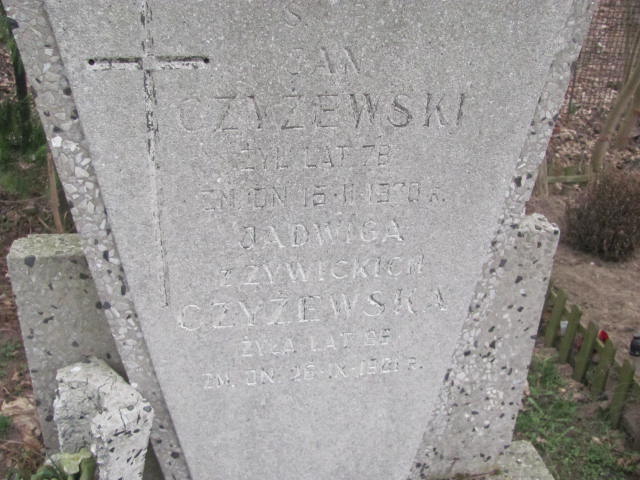 Ś P
JAN
CZYŻEWSKI
ŻYŁ LAT 78
ZM. DN 15-II-1970 R.
JADWIGA
Z ŻYWICKICH
CZYŻEWSKA
ŻYŁA LAT
ZM. DN 26-IX-1981 R.